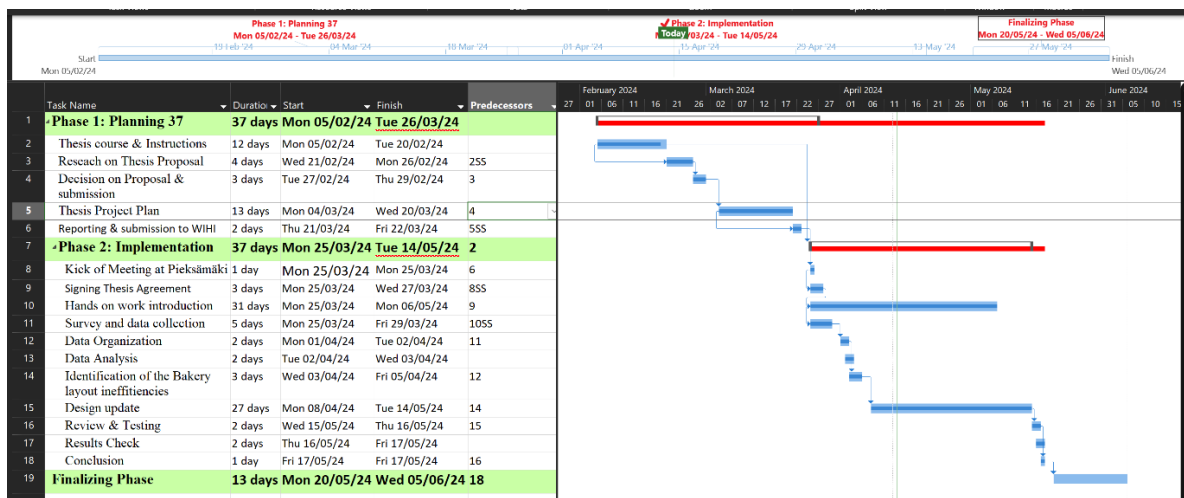 Phase 1: Planning 37
Mon 05/02/24 - Tue 26/03/24
Phase 2: Implementation
Today
/03/24 - Tue 14/05/24
Finalizing Phase
Mon 20/05/24 - Wed 05/06/24
19 Feb '24 04 Mar '24 18 Mar '24 01 Apr '24 15 Apr '24 29 Apr '24 13 May '24 27 May '24
Start
Mon 05/02/24
Finish
Wed 05/06/24
February 2024 March 2024 April 2024 May 2024 June 2024
Task Name Duration Start Finish Predecessors
27 01 06 11 16 21 26 02 07 12 17 22 27 01 06 11 16 21 26 01 06 11 16 21 26 31 05 10 15
1 Phase 1: Planning 37 37 days Mon 05/02/24 Tue 26/03/24
2 Thesis course & Instructions 12 days Mon 05/02/24 Tue 20/02/24
3 Reseach on Thesis Proposal 4 days Wed 21/02/24 Mon 26/02/24 2SS
4 Decision on Proposal & 3 days Tue 27/02/24 Thu 29/02/24 3
submission
5 Thesis Project Plan 13 days Mon 04/03/24 Wed 20/03/24 4
6 Reporting & submission to WIHI 2 days Thu 21/03/24 Fri 22/03/24 5SS
7 Phase 2: Implementation 37 days Mon 25/03/24 Tue 14/05/24 2
8 Kick of Meeting at Pieksämäki 1 day Mon 25/03/24 Mon 25/03/24 6
9 Signing Thesis Agreement 3 days Mon 25/03/24 Wed 27/03/24 8SS
10 Hands on work introduction 31 days Mon 25/03/24 Mon 06/05/24 9
11 Survey and data collection 5 days Mon 25/03/24 Fri 29/03/24 10SS
12 Data Organization 2 days Mon 01/04/24 Tue 02/04/24 11
13 Data Analysis 2 days Tue 02/04/24 Wed 03/04/24
14 Identification of the Bakery 3 days Wed 03/04/24 Fri 05/04/24 12
layout ineffitiencies
15 Design update 27 days Mon 08/04/24 Tue 14/05/24 14
16 Review & Testing 2 days Wed 15/05/24 Thu 16/05/24 15
17 Results Check 2 days Thu 16/05/24 Fri 17/05/24
18 Conclusion 1 day Fri 17/05/24 Fri 17/05/24 16
19 Finalizing Phase 13 days Mon 20/05/24 Wed 05/06/24 18